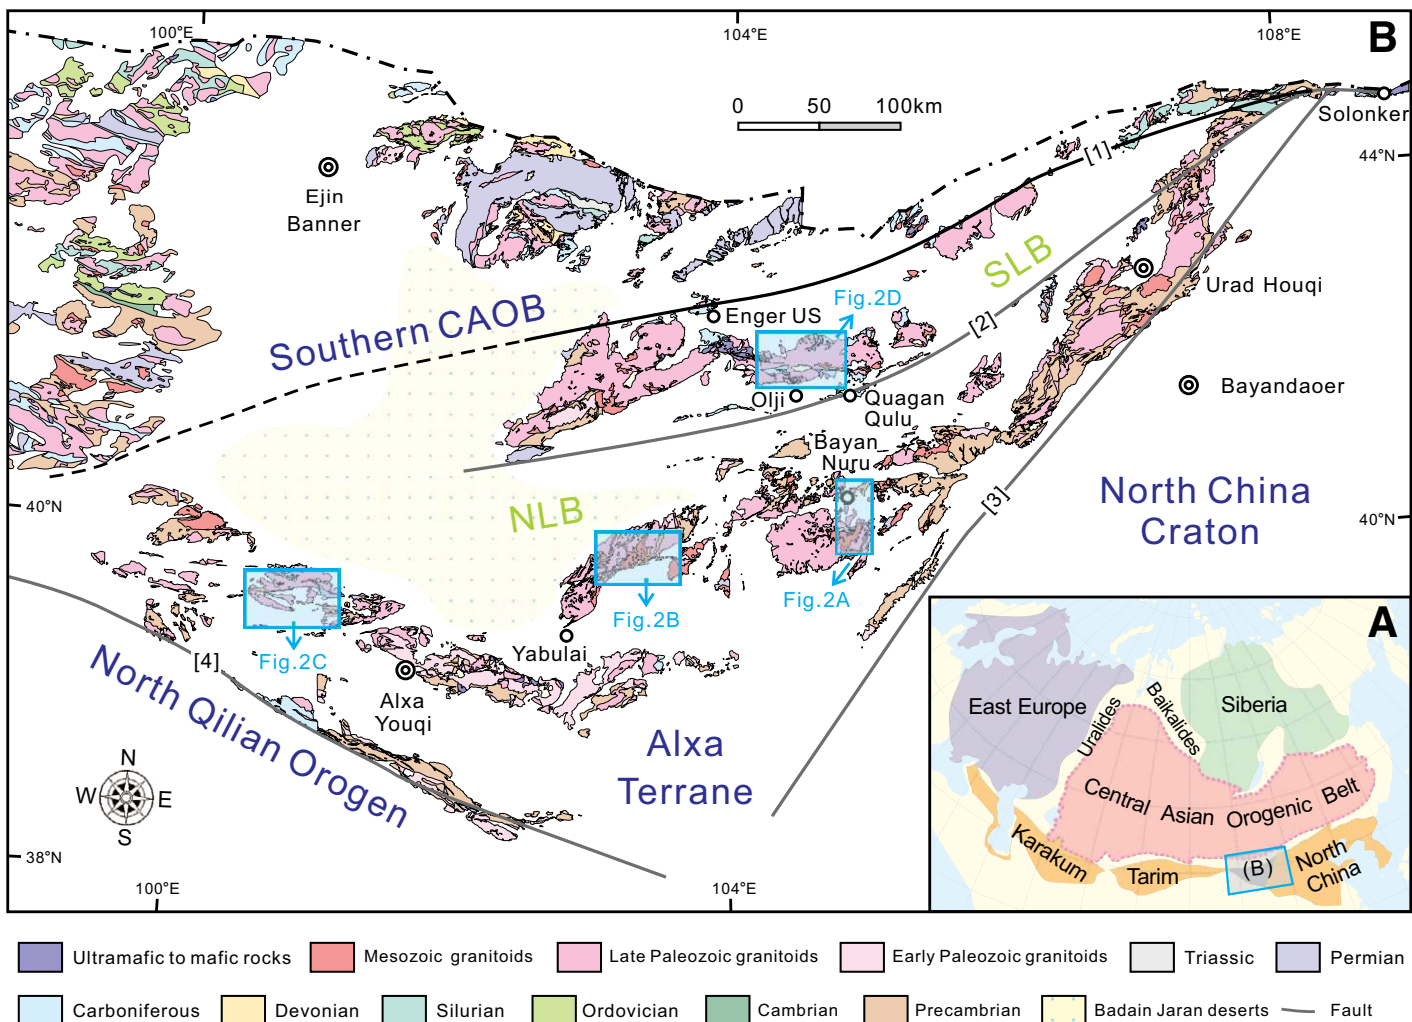 100°E
104°E
108°E
B
0 50 100km
Solonker
[1]
44°N
Ejin
Banner
SLB
Urad Houqi
Fig.2D
Southern CAOB
Enger US
[2]
Bayandaoer
Olji
Quagan
Qulu
Bayan
Nuru
40°N
NLB
[3]
North China
Craton
40°N
Fig.2A
Fig.2B
Yabulai
[4]
Fig.2C
North Qilian Orogen
Alxa
Youqi
Alxa
Terrane
N
W E
S
38°N
100°E
104°E
A
East Europe
Uralides
Baikalides
Siberia
Central Asian Orogenic Belt
Karakum
Tarim
(B)
North
China
Ultramafic to mafic rocks
Mesozoic granitoids
Late Paleozoic granitoids
Early Paleozoic granitoids
Triassic
Permian
Carboniferous
Devonian
Silurian
Ordovician
Cambrian
Precambrian
Badain Jaran deserts
Fault